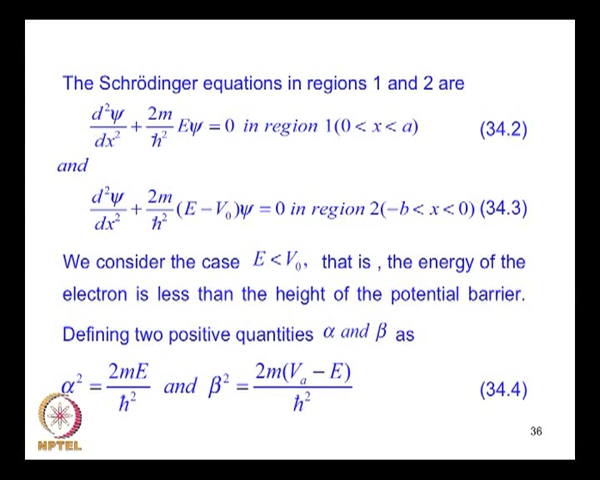 The Schrödinger equations in regions 1 and 2 are
d²ψ/dx² + 2m/ħ² Eψ = 0 in region 1(0 < x < a) (34.2)
and
d²ψ/dx² + 2m/ħ² (E − V₀)ψ = 0 in region 2(−b < x < 0) (34.3)
We consider the case E < V₀, that is , the energy of the
electron is less than the height of the potential barrier.
Defining two positive quantities α and β as
α² = 2mE/ħ² and β² = 2m(Vₐ − E)/ħ² (34.4)
NPTEL
36